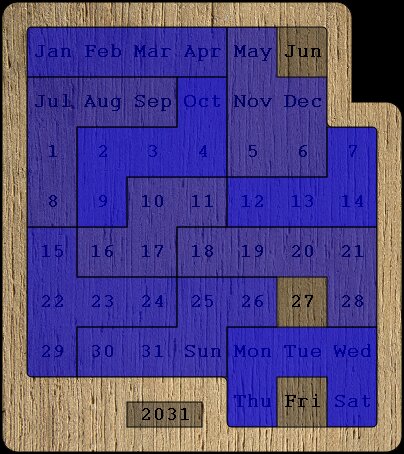 Jan Feb Mar Apr May Jun
Jul Aug Sep Oct Nov Dec
1 2 3 4 5 6 7
8 9 10 11 12 13 14
15 16 17 18 19 20 21
22 23 24 25 26 27 28
29 30 31 Sun Mon Tue Wed
Thu Fri Sat
2031